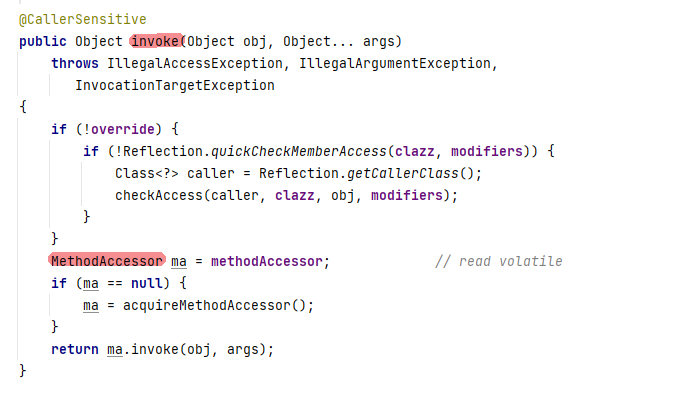 @CallerSensitive
public Object invoke(Object obj, Object... args)
    throws IllegalAccessException, IllegalArgumentException,
       InvocationTargetException
{
    if (!override) {
        if (!Reflection.quickCheckMemberAccess(clazz, modifiers)) {
            Class<?> caller = Reflection.getCallerClass();
            checkAccess(caller, clazz, obj, modifiers);
        }
    }
    MethodAccessor ma = methodAccessor;             // read volatile
    if (ma == null) {
        ma = acquireMethodAccessor();
    }
    return ma.invoke(obj, args);
}